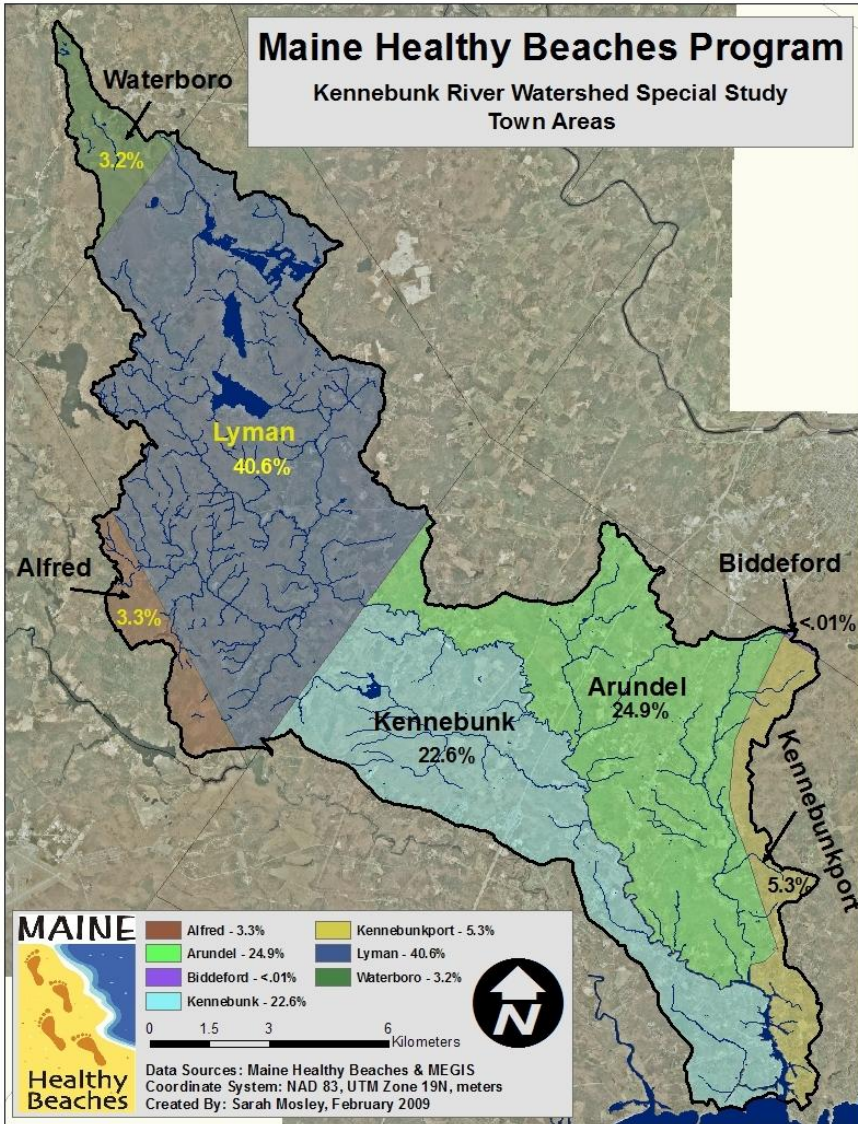 Maine Healthy Beaches Program
Kennebunk River Watershed Special Study
Town Areas
Waterboro
3.2%
Lyman
40.6%
Alfred
3.3%
Biddeford
<.01%
Arundel
24.9%
Kennebunk
22.6%
Kennebunkport
5.3%
MAINE
Healthy
Beaches
Alfred - 3.3%
Arundel - 24.9%
Biddeford - <.01%
Kennebunk - 22.6%
Kennebunkport - 5.3%
Lyman - 40.6%
Waterboro - 3.2%
N
0 1.5 3 6
Kilometers
Data Sources: Maine Healthy Beaches & MEGIS
Coordinate System: NAD 83, UTM Zone 19N, meters
Created By: Sarah Mosley, February 2009